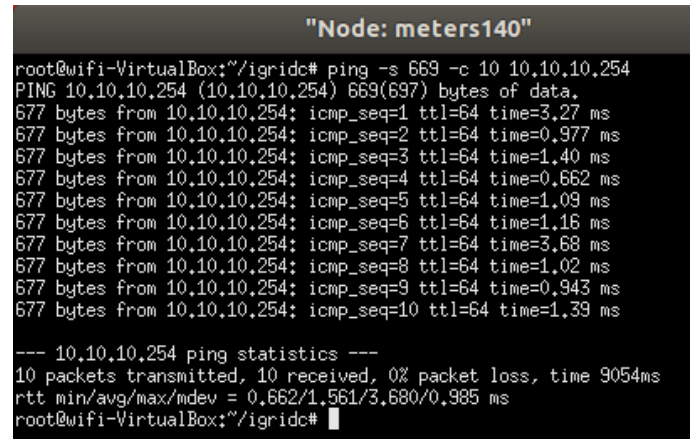 "Node: meters140"
root@wifi-VirtualBox:~/igridc# ping -s 669 -c 10 10.10.10.254
PING 10.10.10.254 (10.10.10.254) 669(697) bytes of data.
677 bytes from 10.10.10.254: icmp_seq=1 ttl=64 time=3.27 ms
677 bytes from 10.10.10.254: icmp_seq=2 ttl=64 time=0.977 ms
677 bytes from 10.10.10.254: icmp_seq=3 ttl=64 time=1.40 ms
677 bytes from 10.10.10.254: icmp_seq=4 ttl=64 time=0.662 ms
677 bytes from 10.10.10.254: icmp_seq=5 ttl=64 time=1.09 ms
677 bytes from 10.10.10.254: icmp_seq=6 ttl=64 time=1.16 ms
677 bytes from 10.10.10.254: icmp_seq=7 ttl=64 time=3.68 ms
677 bytes from 10.10.10.254: icmp_seq=8 ttl=64 time=1.02 ms
677 bytes from 10.10.10.254: icmp_seq=9 ttl=64 time=0.943 ms
677 bytes from 10.10.10.254: icmp_seq=10 ttl=64 time=1.39 ms
--- 10.10.10.254 ping statistics ---
10 packets transmitted, 10 received, 0% packet loss, time 9054ms
rtt min/avg/max/mdev = 0.662/1.561/3.680/0.985 ms
root@wifi-VirtualBox:~/igridc#